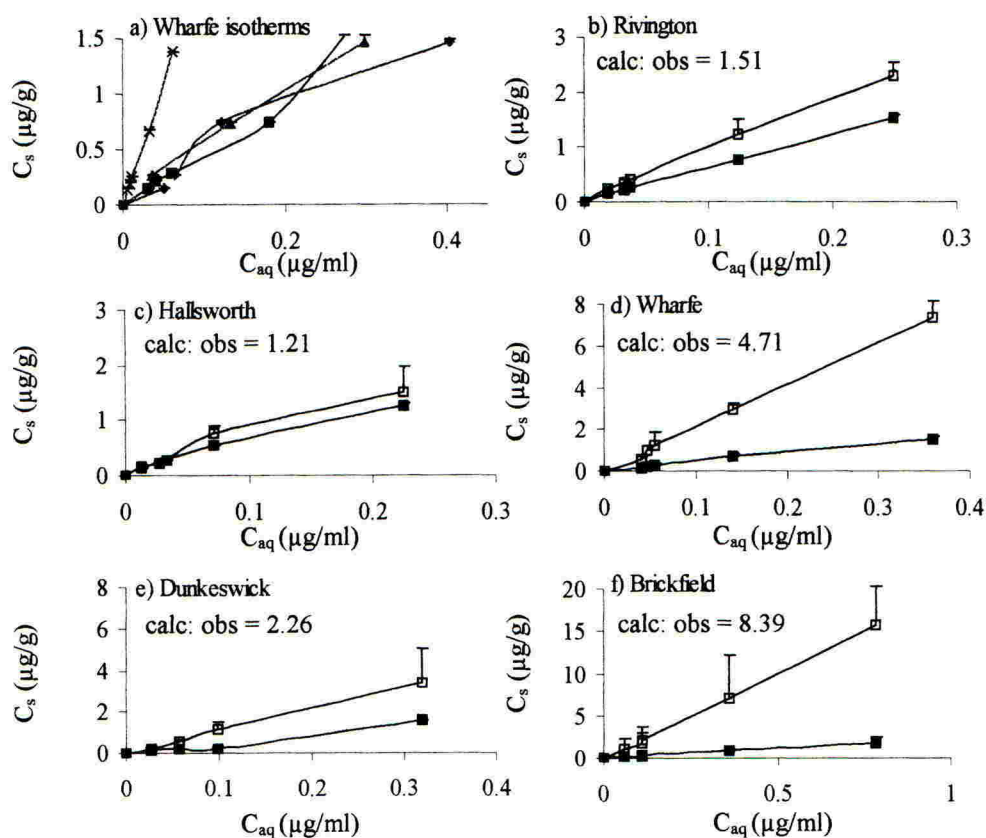 a) Wharfe isotherms
1.5
1
0.5
0
Cs (µg/g)
0
0.2
0.4
Caq (µg/ml)
b) Rivington
calc: obs = 1.51
3
2
1
0
Cs (µg/g)
0
0.1
0.2
0.3
Caq (µg/ml)
c) Hallsworth
calc: obs = 1.21
3
2
1
0
Cs (µg/g)
0
0.1
0.2
0.3
Caq (µg/ml)
d) Wharfe
calc: obs = 4.71
8
6
4
2
0
Cs (µg/g)
0
0.1
0.2
0.3
0.4
Caq (µg/ml)
e) Dunkeswick
calc: obs = 2.26
8
6
4
2
0
Cs (µg/g)
0
0.1
0.2
0.3
0.4
Caq (µg/ml)
f) Brickfield
calc: obs = 8.39
20
15
10
5
0
Cs (µg/g)
0
0.5
1
Caq (µg/ml)